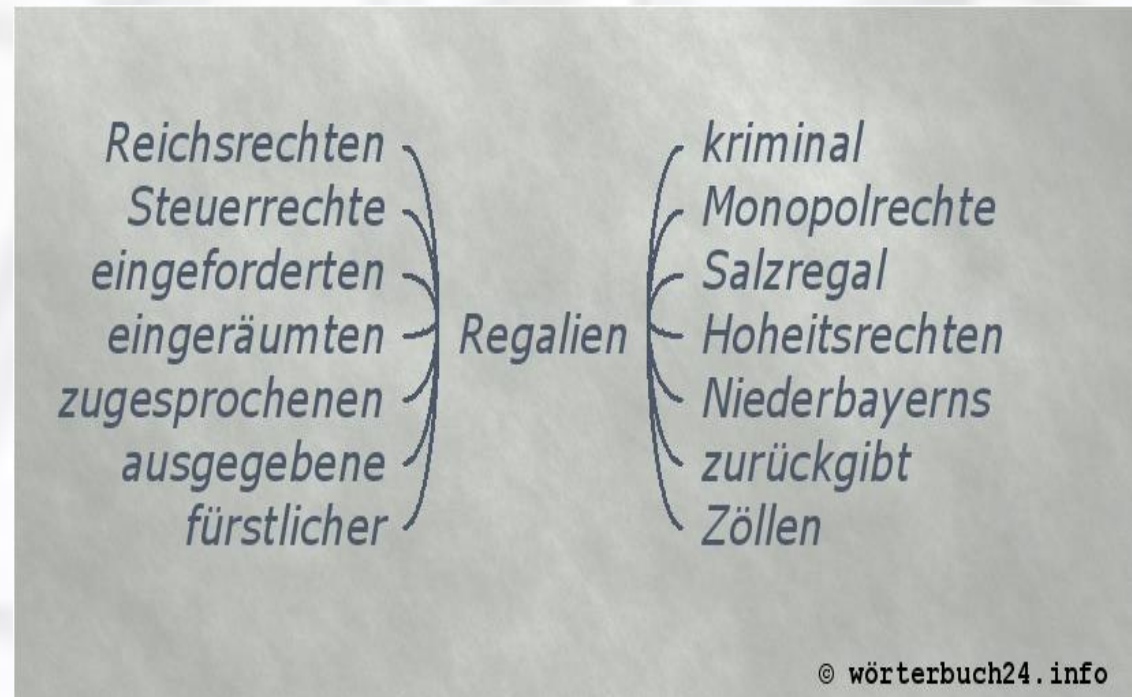 Reichsrechten
Steuerrechte
eingeforderten
eingeräumten
zugesprochenen
ausgegebene
fürstlicher
Regalien
kriminal
Monopolrechte
Salzregal
Hoheitsrechten
Niederbayerns
zurückgibt
Zöllen
© wörterbuch24.info